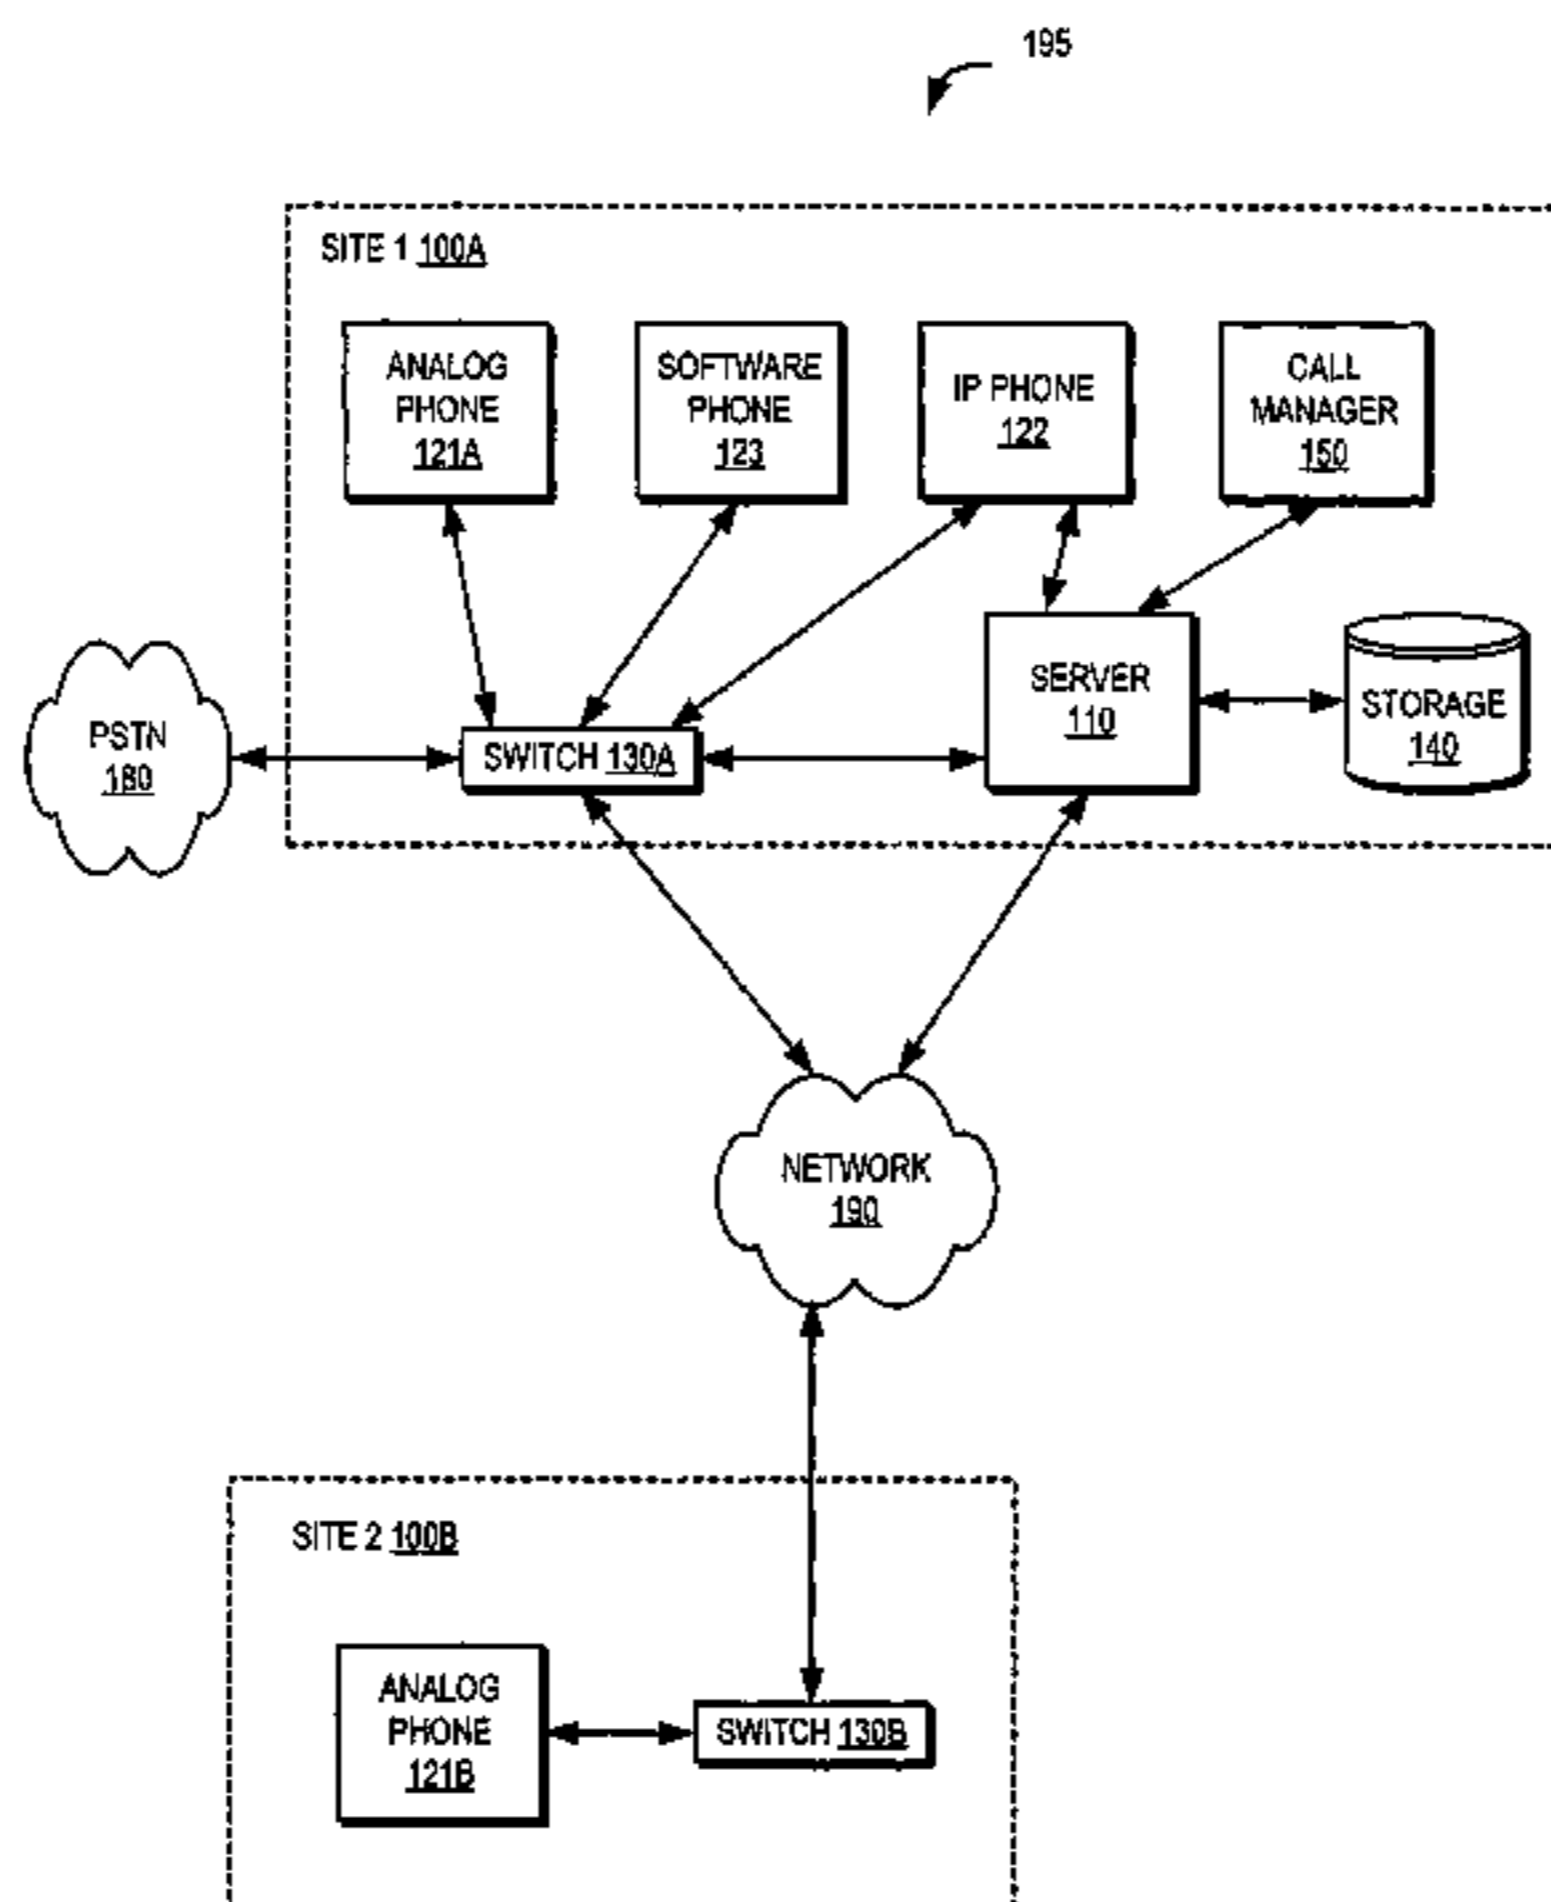 195
SITE 1 100A
ANALOG
PHONE
121A
SOFTWARE
PHONE
123
IP PHONE
122
CALL
MANAGER
150
PSTN
180
SWITCH 130A
SERVER
110
STORAGE
140
NETWORK
190
SITE 2 100B
ANALOG
PHONE
121B
SWITCH 130B